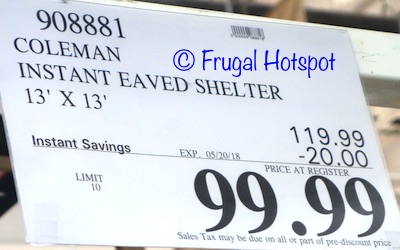 908881
COLEMAN
© Frugal Hotspot
INSTANT EAVED SHELTER
13' X 13'
119.99
Instant Savings EXP. 05/20/18 -20.00
PRICE AT REGISTER
LIMIT
10
99.99
Sales Tax may be due on all or part of pre-discount price